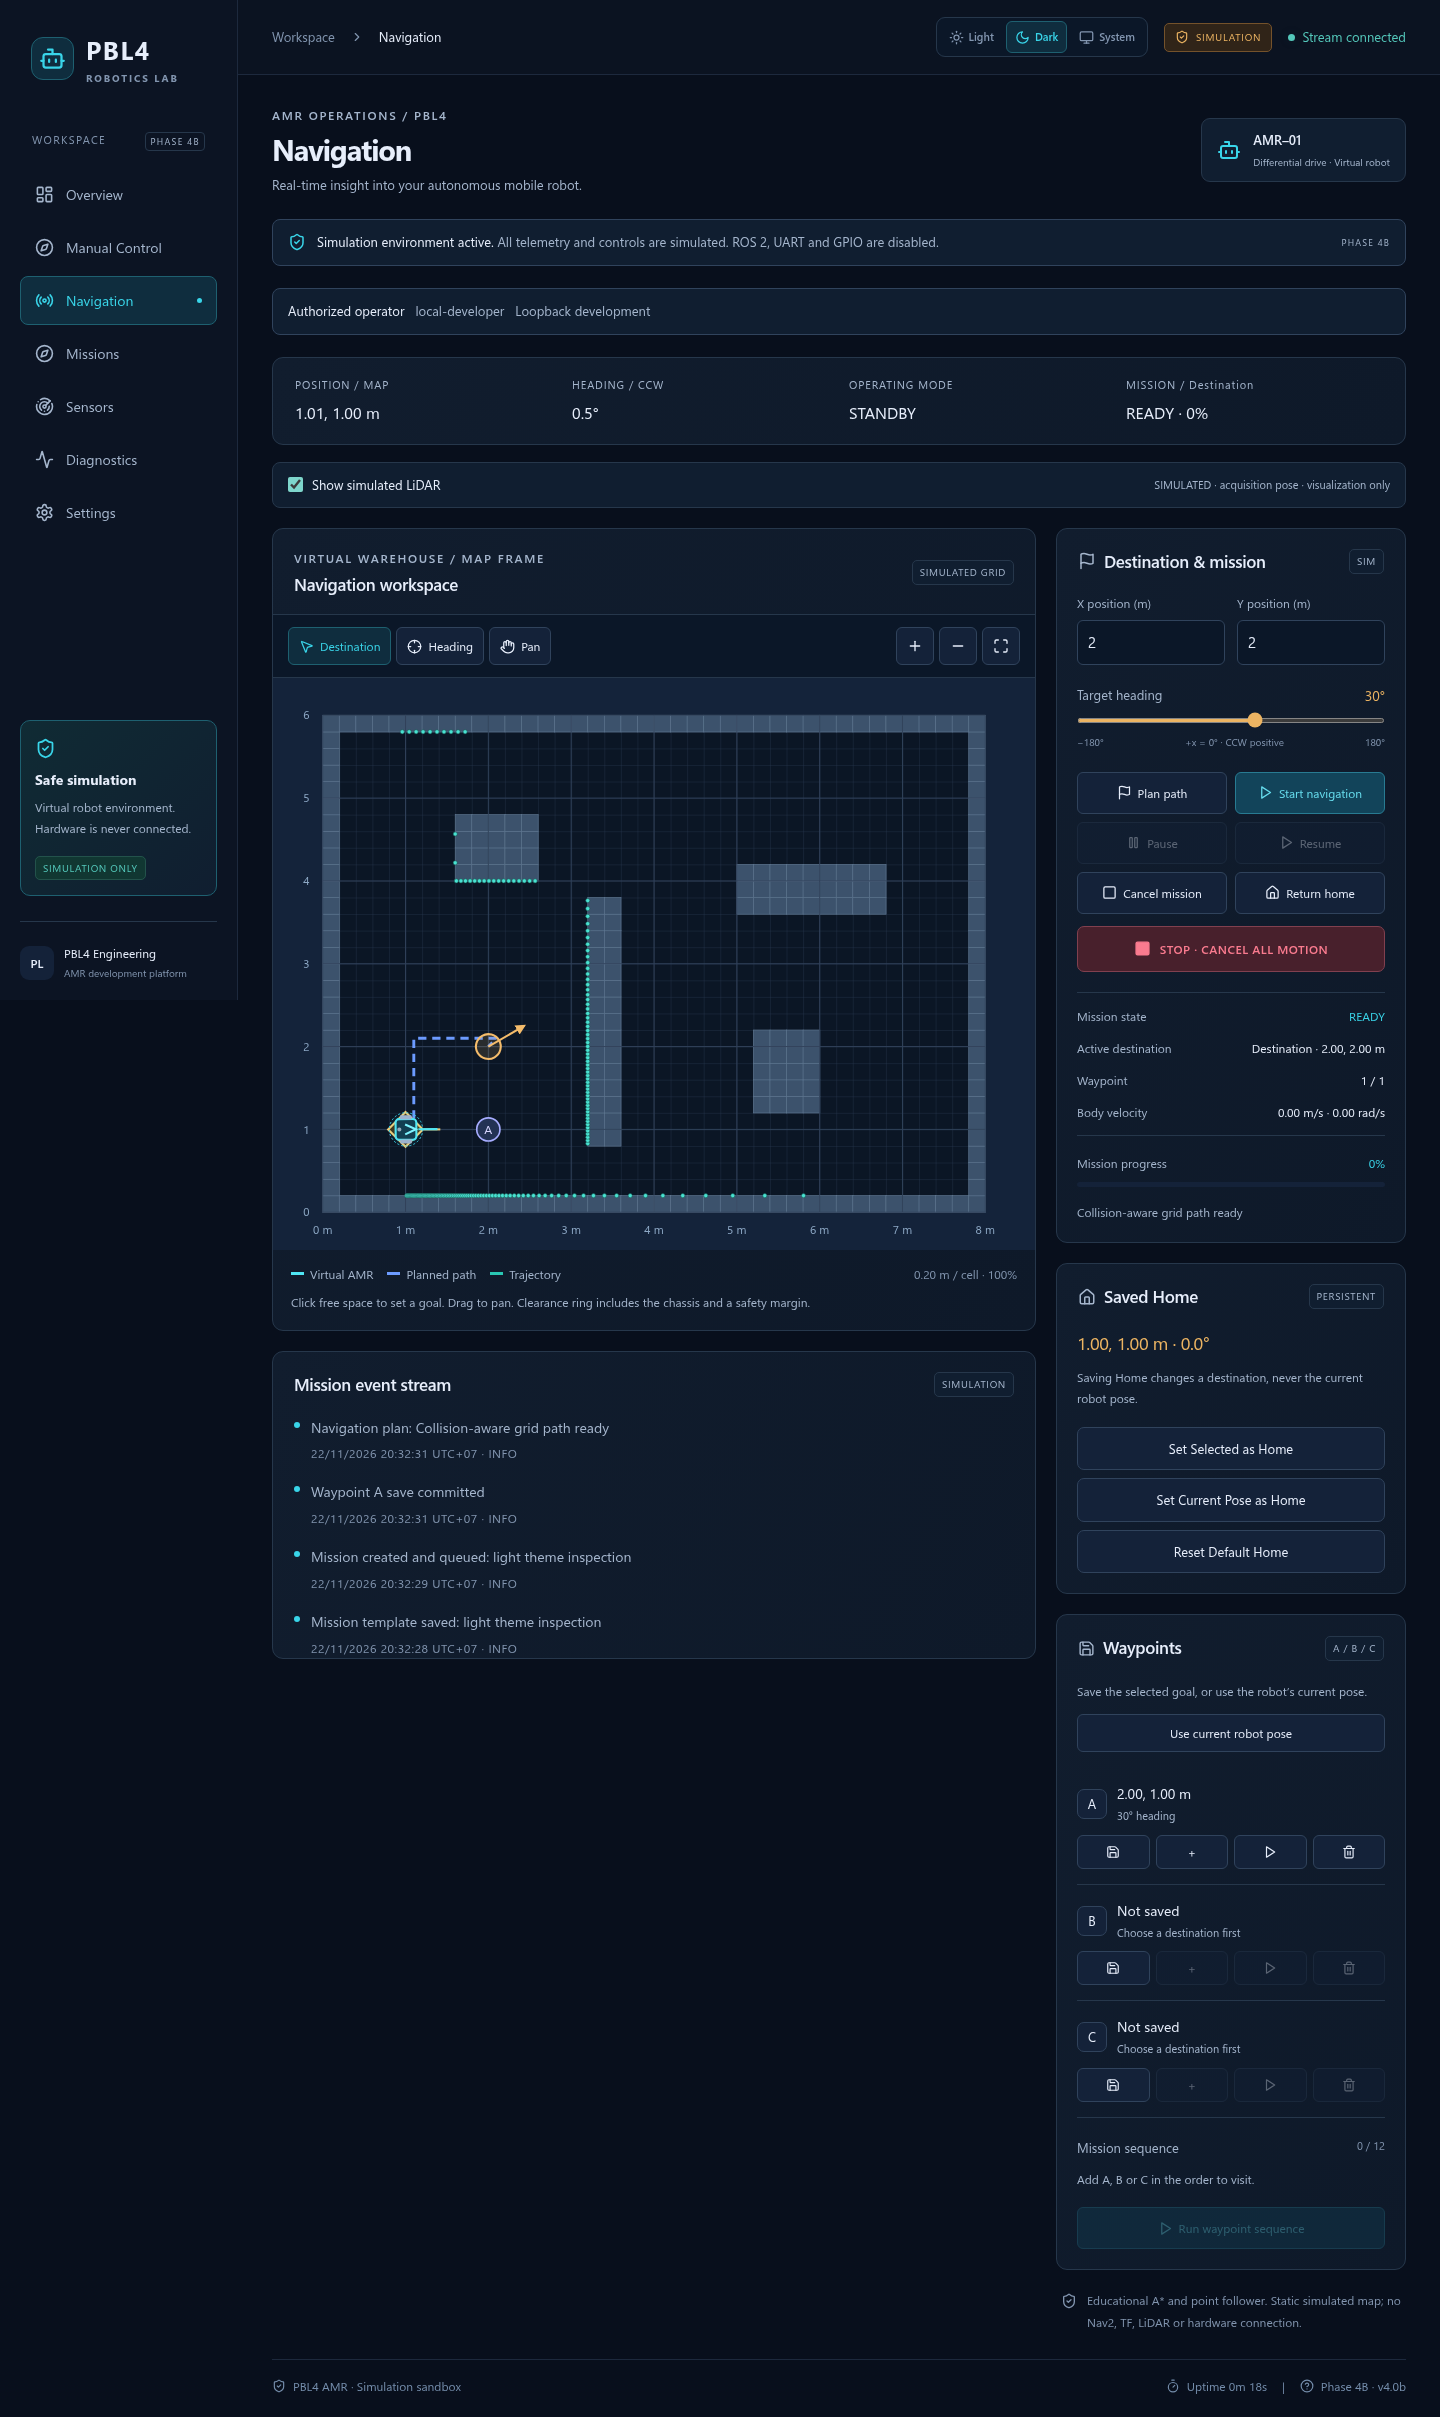 PBL4
ROBOTICS LAB
WORKSPACE
PHASE 4B
Overview
Manual Control
Navigation
Missions
Sensors
Diagnostics
Settings
Safe simulation
Virtual robot environment.
Hardware is never connected.
SIMULATION ONLY
PL
PBL4 Engineering
AMR development platform
Workspace
Navigation
Light
Dark
System
SIMULATION
Stream connected
AMR OPERATIONS / PBL4
Navigation
Real-time insight into your autonomous mobile robot.
AMR–01
Differential drive · Virtual robot
Simulation environment active. All telemetry and controls are simulated. ROS 2, UART and GPIO are disabled.
PHASE 4B
Authorized operator local-developer Loopback development
POSITION / MAP
1.01, 1.00 m
HEADING / CCW
0.5°
OPERATING MODE
STANDBY
MISSION / Destination
READY · 0%
Show simulated LiDAR
SIMULATED · acquisition pose · visualization only
VIRTUAL WAREHOUSE / MAP FRAME
Navigation workspace
SIMULATED GRID
Destination
Heading
Pan
6
5
4
3
2
1
0
A
0 m
1 m
2 m
3 m
4 m
5 m
6 m
7 m
8 m
Virtual AMR
Planned path
Trajectory
0.20 m / cell · 100%
Click free space to set a goal. Drag to pan. Clearance ring includes the chassis and a safety margin.
Mission event stream
SIMULATION
Navigation plan: Collision-aware grid path ready
22/11/2026 20:32:31 UTC+07 · INFO
Waypoint A save committed
22/11/2026 20:32:31 UTC+07 · INFO
Mission created and queued: light theme inspection
22/11/2026 20:32:29 UTC+07 · INFO
Mission template saved: light theme inspection
22/11/2026 20:32:28 UTC+07 · INFO
Destination & mission
SIM
X position (m)
Y position (m)
2
2
Target heading
30°
−180°
+x = 0° · CCW positive
180°
Plan path
Start navigation
Pause
Resume
Cancel mission
Return home
STOP · CANCEL ALL MOTION
Mission state
READY
Active destination
Destination · 2.00, 2.00 m
Waypoint
1 / 1
Body velocity
0.00 m/s · 0.00 rad/s
Mission progress
0%
Collision-aware grid path ready
Saved Home
PERSISTENT
1.00, 1.00 m · 0.0°
Saving Home changes a destination, never the current
robot pose.
Set Selected as Home
Set Current Pose as Home
Reset Default Home
Waypoints
A / B / C
Save the selected goal, or use the robot's current pose.
Use current robot pose
A
2.00, 1.00 m
30° heading
+
B
Not saved
Choose a destination first
+
C
Not saved
Choose a destination first
+
Mission sequence
0 / 12
Add A, B or C in the order to visit.
Run waypoint sequence
Educational A* and point follower. Static simulated map; no
Nav2, TF, LiDAR or hardware connection.
PBL4 AMR · Simulation sandbox
Uptime 0m 18s
|
Phase 4B · v4.0b